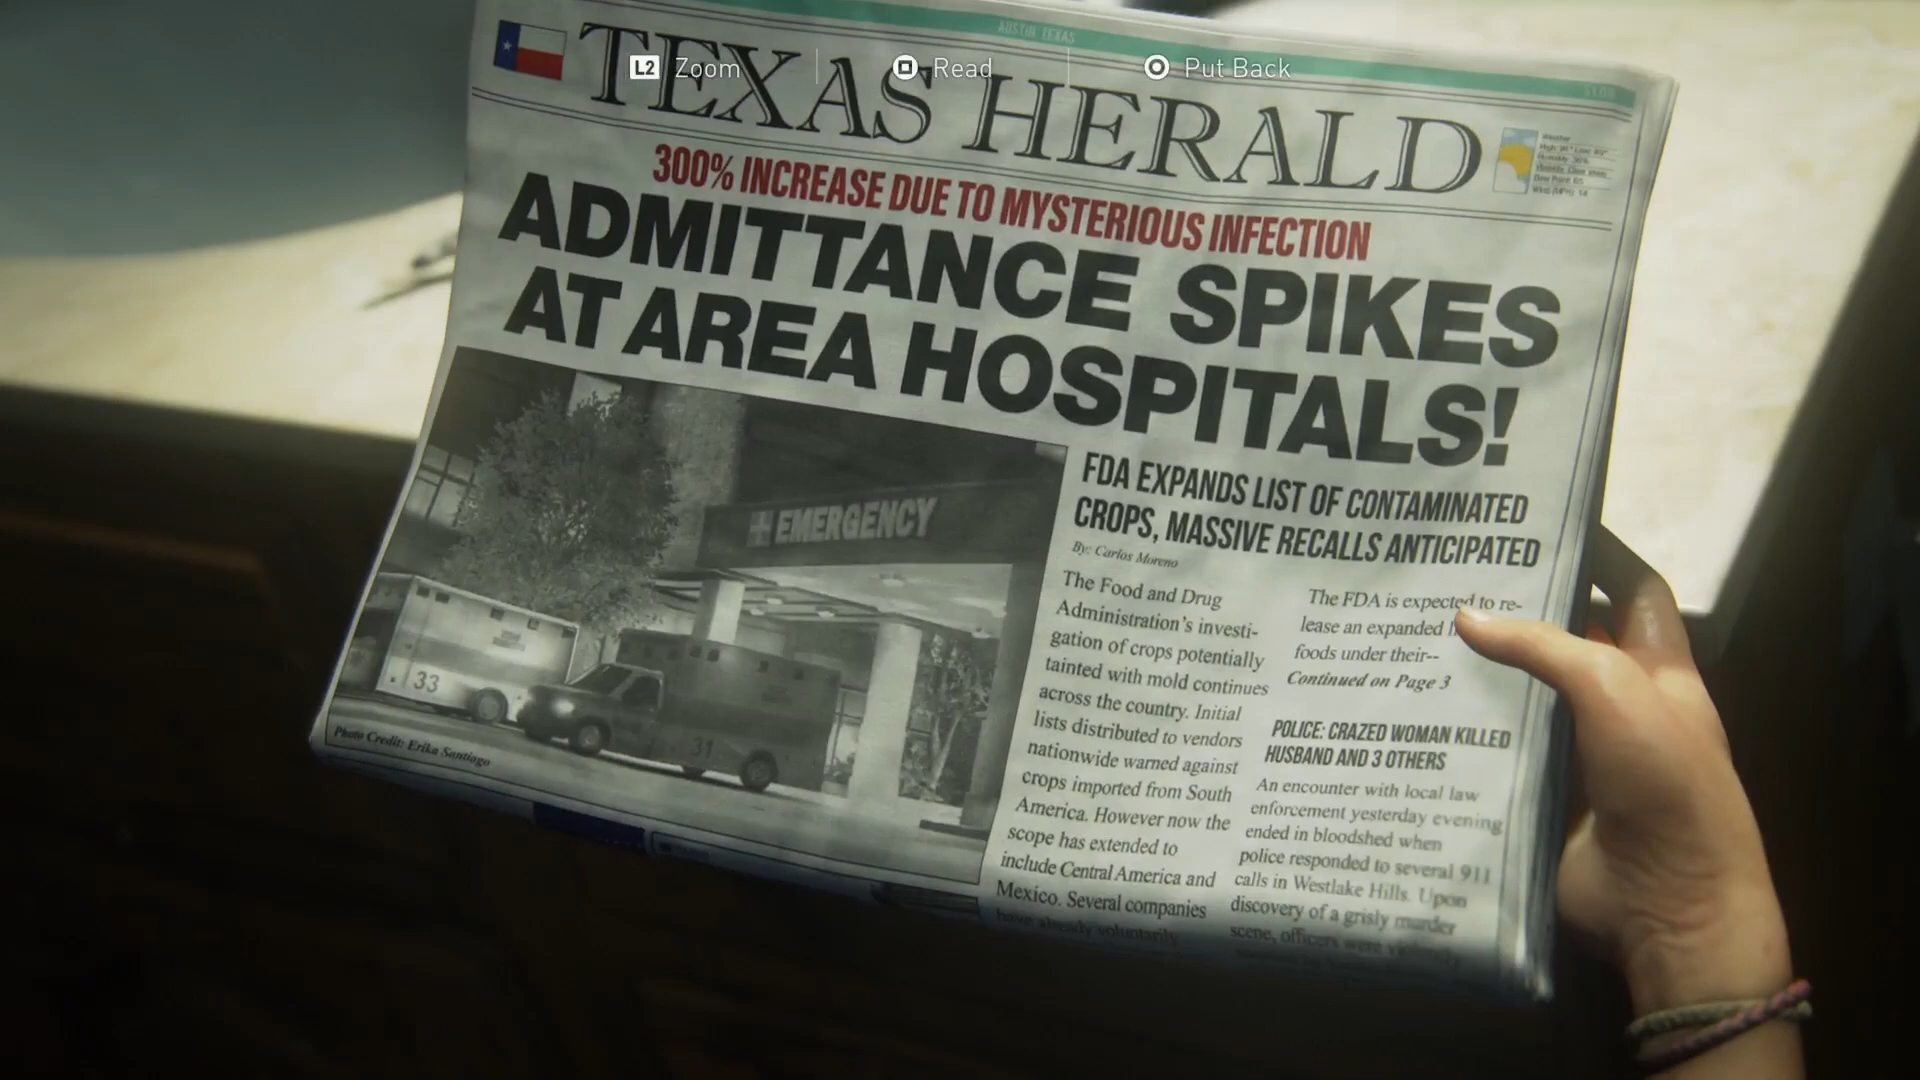 AUSTIN TEXAS
L2 Zoom
Read
Put Back
TEXAS HERALD
Weather
300% INCREASE DUE TO MYSTERIOUS INFECTION
ADMITTANCE SPIKES
AT AREA HOSPITALS!
EMERGENCY
33
31
Photo Credit: Erika Santiago
FDA EXPANDS LIST OF CONTAMINATED
CROPS, MASSIVE RECALLS ANTICIPATED
By: Carlos Moreno
The Food and Drug
Administration's investi-
gation of crops potentially
tainted with mold continues
across the country. Initial
lists distributed to vendors
nationwide warned against
crops imported from South
America. However now the
scope has extended to
include Central America and
Mexico. Several companies
have already voluntarily
The FDA is expected to re-
lease an expanded
foods under their--
Continued on Page 3
POLICE: CRAZED WOMAN KILLED
HUSBAND AND 3 OTHERS
An encounter with local law
enforcement yesterday evening
ended in bloodshed when
police responded to several 911
calls in Westlake Hills. Upon
discovery of a grisly murder
scene, officers were violently